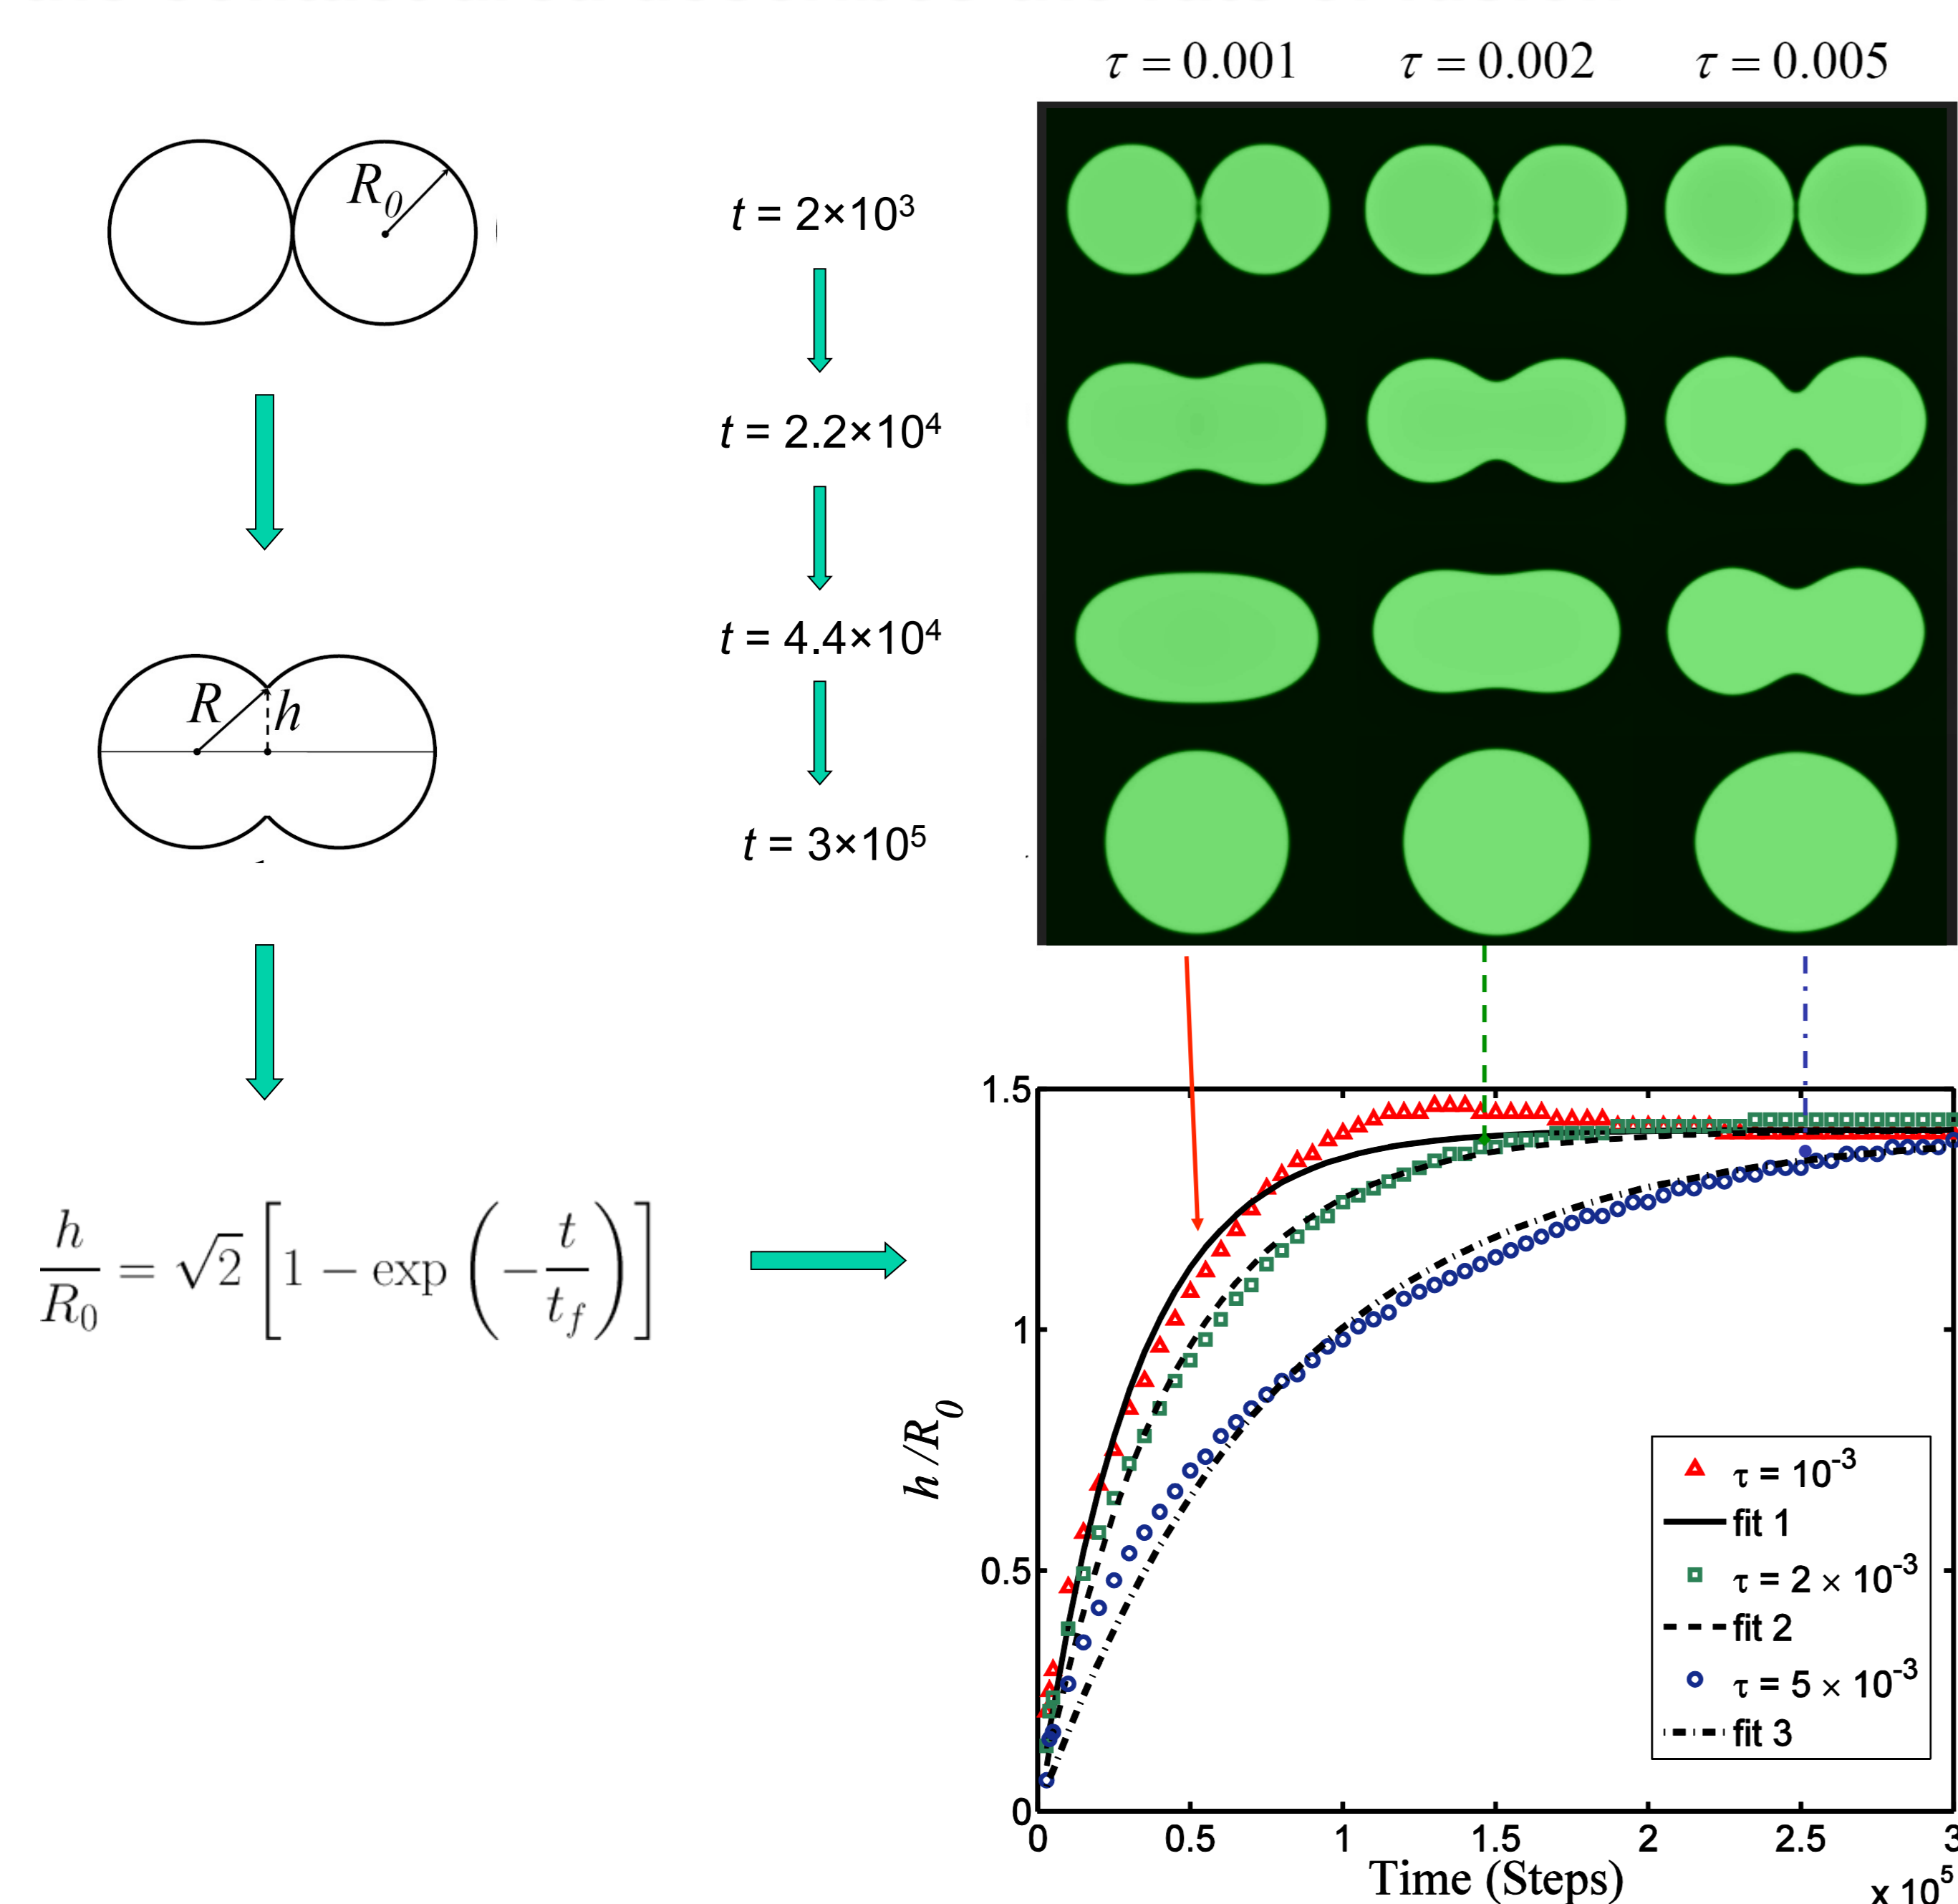 τ = 0.001 τ = 0.002 τ = 0.005
R₀
t = 2×10³
t = 2.2×10⁴
t = 4.4×10⁴
t = 3×10⁵
R h
h/R₀ = √2 [1 − exp (−t/t_f)]
h/R₀
1.5
1
0.5
0
0 0.5 1 1.5 2 2.5 3
Time (Steps)
x 10⁵
τ = 10⁻³
fit 1
τ = 2 × 10⁻³
fit 2
τ = 5 × 10⁻³
fit 3